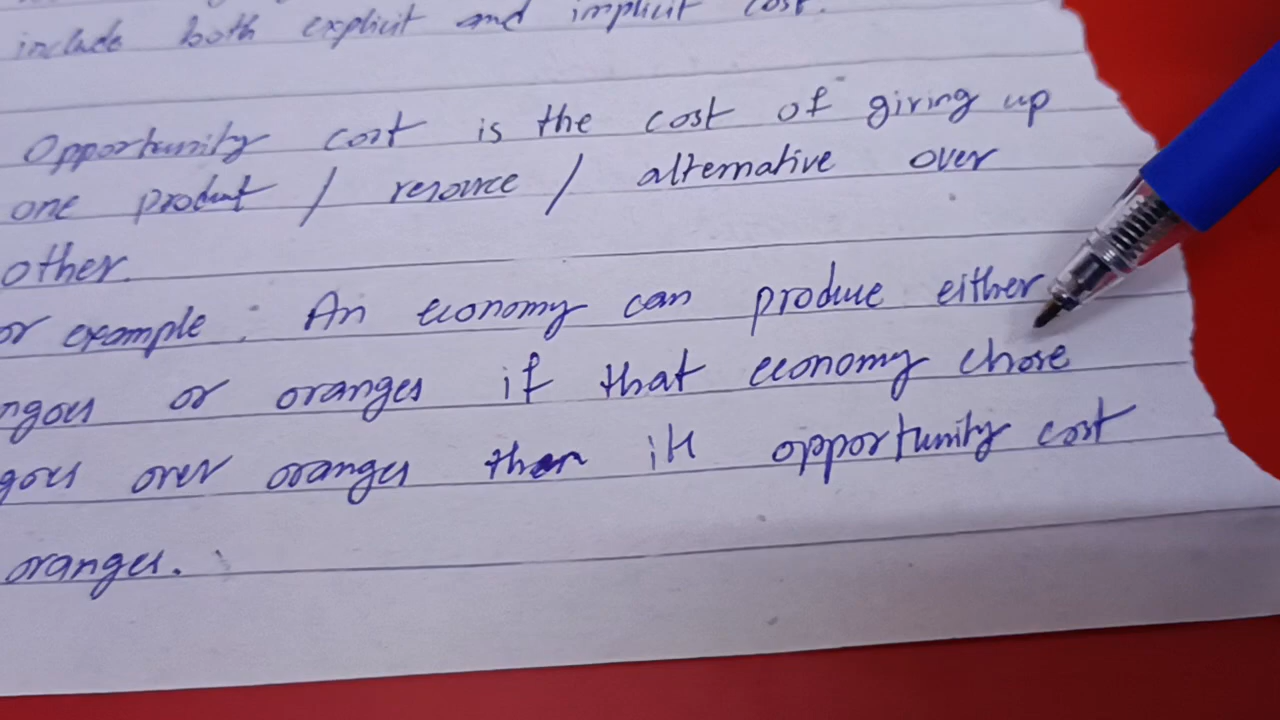 include both explicit and implicit cost.
Opportunity cost is the cost of giving up
one product / resource / alternative over
other.
or example : An economy can produce either
ngoes or oranges if that economy chose
goes over oranges than its opportunity cost
oranges.